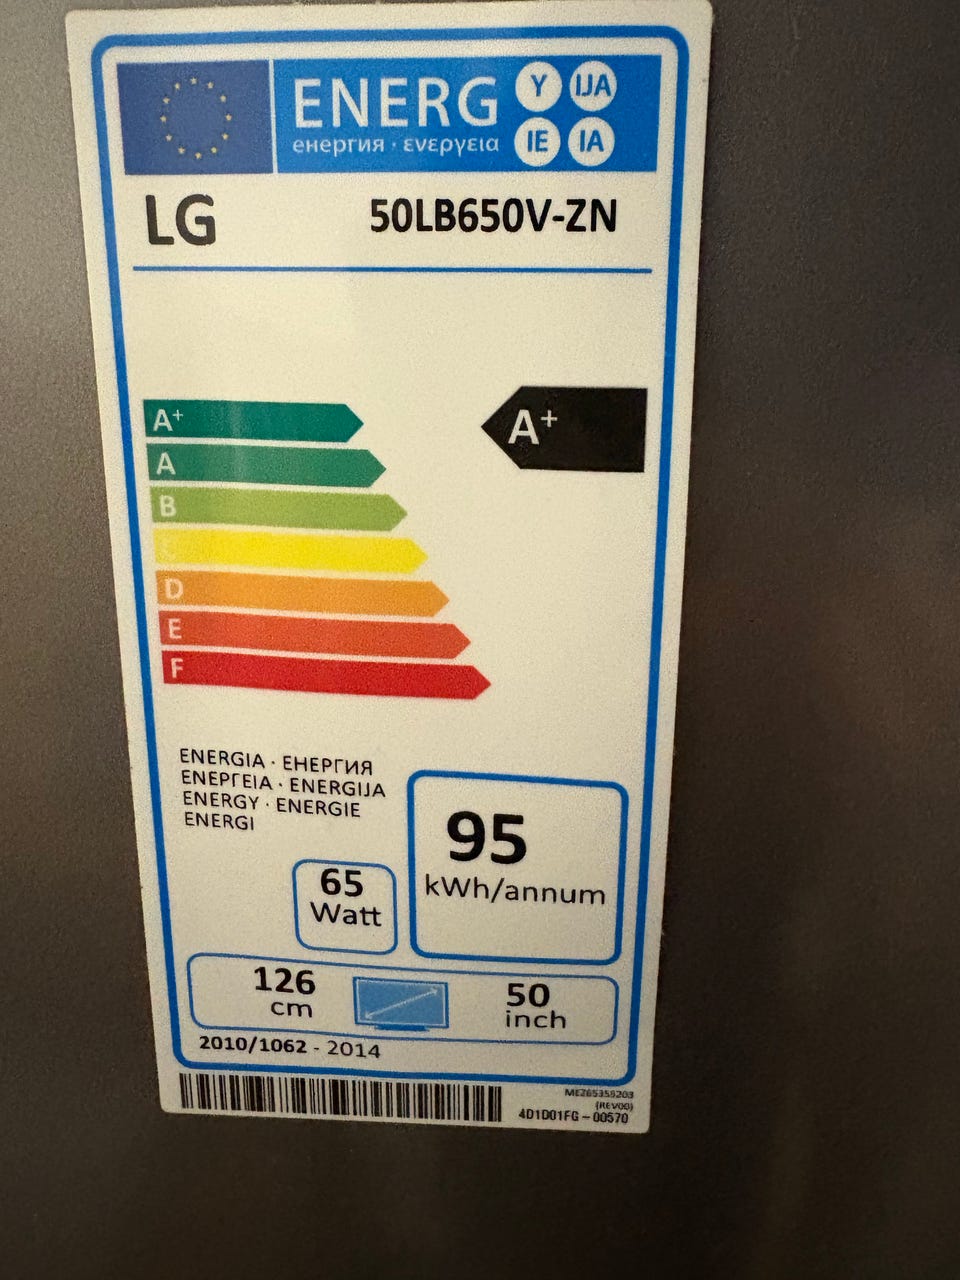 ENERG Y IJA
енергия · ενεργεια IE IA
LG 50LB650V-ZN
A+
A+
A
B
C
D
E
F
ENERGIA · ЕНЕРГИЯ
ΕΝΕΡΓΕΙΑ · ENERGIJA
ENERGY · ENERGIE
ENERGI
95
kWh/annum
65
Watt
126
cm
50
inch
2010/1062 - 2014
(REV00)
4D1D01FG - 00570